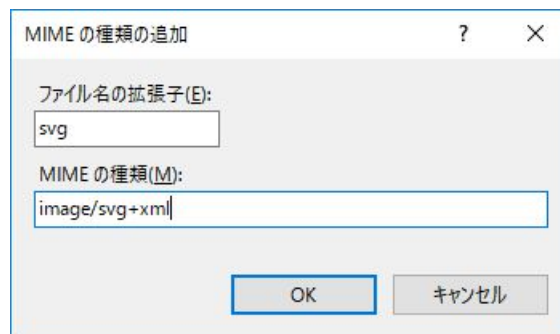 MIME の種類の追加
?
ファイル名の拡張子(E):
svg
MIME の種類(M):
image/svg+xml
OK
キャンセル